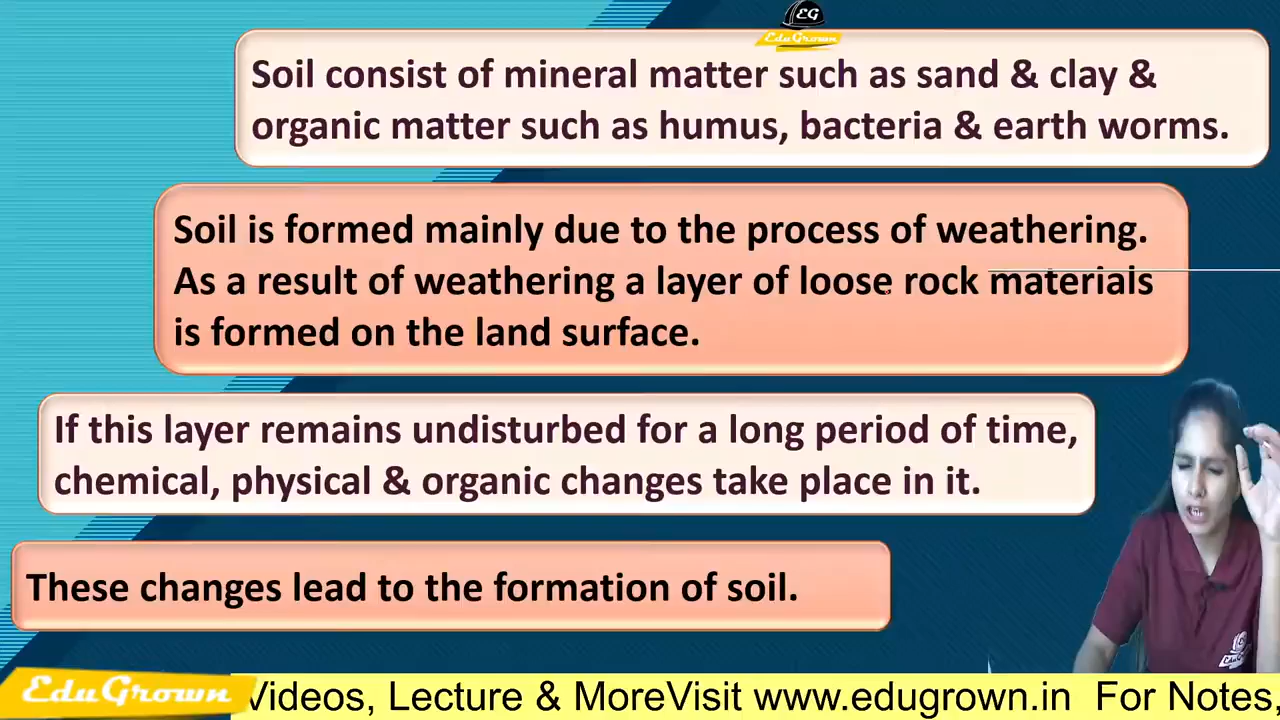 EG
EduGrown
Soil consist of mineral matter such as sand & clay &
organic matter such as humus, bacteria & earth worms.
Soil is formed mainly due to the process of weathering.
As a result of weathering a layer of loose rock materials
is formed on the land surface.
If this layer remains undisturbed for a long period of time,
chemical, physical & organic changes take place in it.
These changes lead to the formation of soil.
EG
EduGrown
EduGrown
Videos, Lecture & MoreVisit www.edugrown.in For Notes,